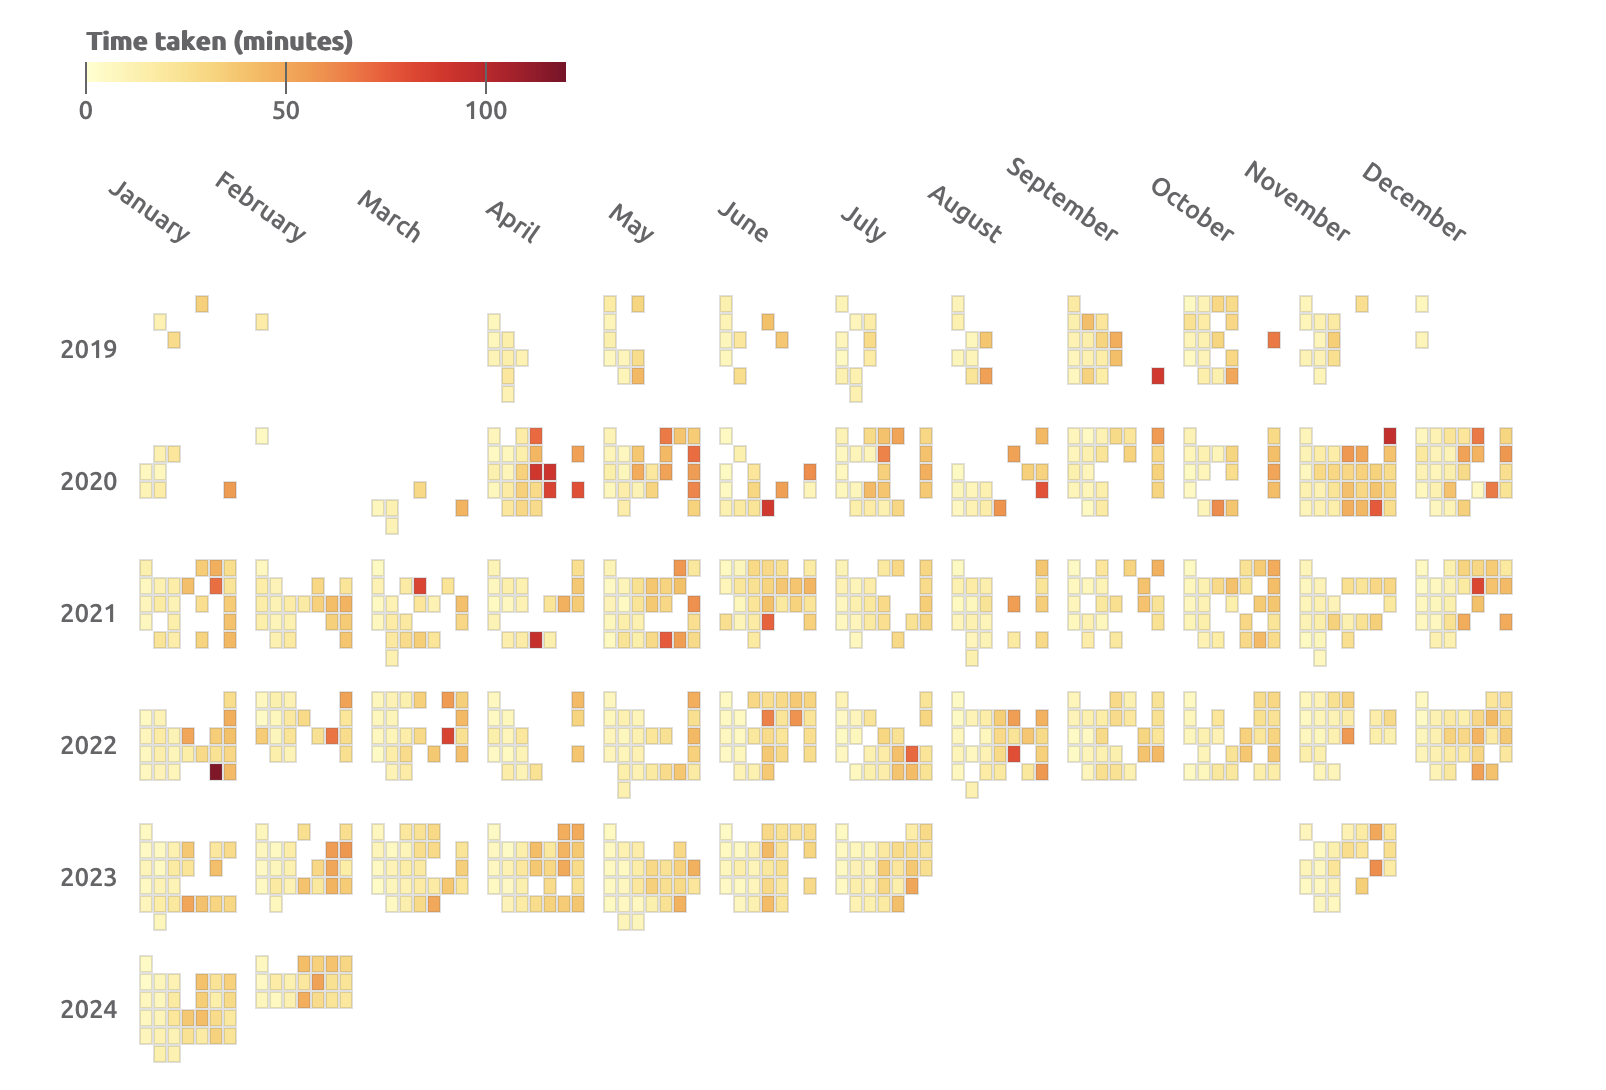 Time taken (minutes)
0 50 100
January February March April May June July August September October November December
2019
2020
2021
2022
2023
2024